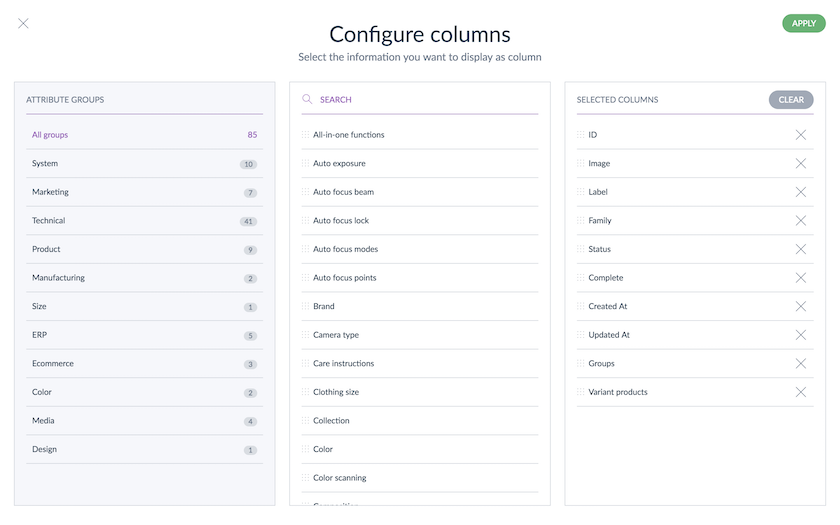 APPLY
Configure columns
Select the information you want to display as column
ATTRIBUTE GROUPS
All groups 85
System 10
Marketing 7
Technical 41
Product 9
Manufacturing 2
Size 1
ERP 5
Ecommerce 3
Color 2
Media 4
Design 1
SEARCH
All-in-one functions
Auto exposure
Auto focus beam
Auto focus lock
Auto focus modes
Auto focus points
Brand
Camera type
Care instructions
Clothing size
Collection
Color
Color scanning
SELECTED COLUMNS CLEAR
ID
Image
Label
Family
Status
Complete
Created At
Updated At
Groups
Variant products